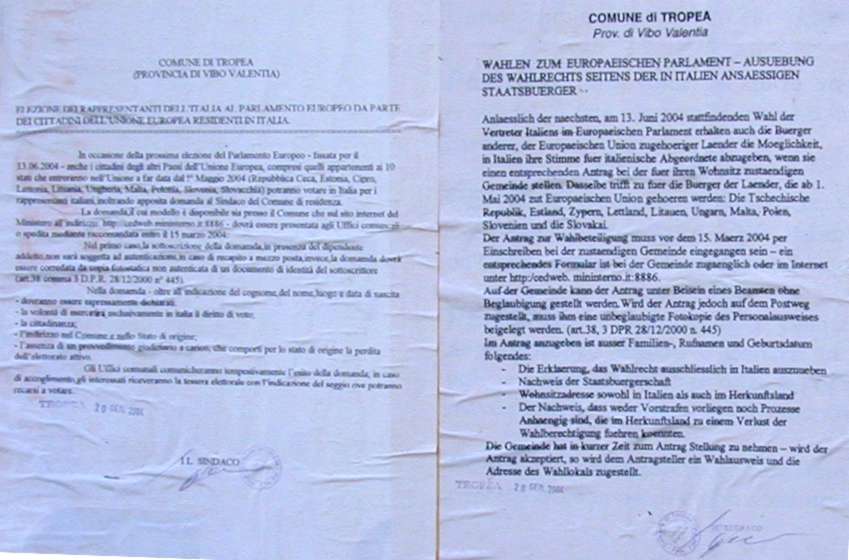 COMUNE DI TROPEA
(PROVINCIA DI VIBO VALENTIA)
ELEZIONE DEI RAPPRESENTANTI DELL'ITALIA AL PARLAMENTO EUROPEO DA PARTE
DEI CITTADINI DELL'UNIONE EUROPEA RESIDENTI IN ITALIA.
In occasione della prossima elezione del Parlamento Europeo - fissata per il
13.06.2004 - anche i cittadini degli altri Paesi dell'Unione Europea, compresi quelli appartenenti ai 10
stati che entreranno nell'Unione a far data dal 1° Maggio 2004 (Repubblica Ceca, Estonia, Cipro,
Lettonia, Lituania, Ungheria, Malta, Polonia, Slovenia, Slovacchia) potranno votare in Italia per i
rappresentanti italiani, inoltrando apposita domanda al Sindaco del Comune di residenza.
La domanda, il cui modello è disponibile sia presso il Comune che sul sito internet del
Ministero all'indirizzo: http://cedweb.mininterno.it:8886 - dovrà essere presentata agli Uffici comunali
o spedita mediante raccomandata entro il 15 marzo 2004.
Nel primo caso, la sottoscrizione della domanda, in presenza del dipendente
addetto, non sarà soggetta ad autenticazione, in caso di recapito a mezzo posta, invece, la domanda dovrà
essere corredata da copia fotostatica non autenticata di un documento di identità del sottoscrittore
(art.38 comma 3 D.P.R. 28/12/2000 n° 445).
Nella domanda - oltre all'indicazione del cognome, del nome, luogo e data di nascita
- dovranno essere espressamente dichiarati:
- la volontà di esercitare esclusivamente in italia il diritto di voto;
- la cittadinanza;
- l'indirizzo nel Comune e nello Stato di origine;
- l'assenza di un provvedimento giudiziario a carico, che comporti per lo stato di origine la perdita
dell'elettorato attivo.
Gli Uffici comunali comunicheranno tempestivamente l'esito della domanda, in caso
di accoglimento, gli interessati riceveranno la tessera elettorale con l'indicazione del seggio ove potranno
recarsi a votare.
TROPEA 20 GEN. 2004
IL SINDACO
COMUNE di TROPEA
Prov. di Vibo Valentia
WAHLEN ZUM EUROPAEISCHEN PARLAMENT – AUSUEBUNG
DES WAHLRECHTS SEITENS DER IN ITALIEN ANSAESSIGEN
STAATSBUERGER
Anlaesslich der naechsten, am 13. Juni 2004 stattfindenden Wahl der
Vertreter Italiens im Europaeischen Parlament erhalten auch die Buerger
anderer, der Europaeischen Union zugehoeriger Laender die Moeglichkeit,
in Italien ihre Stimme fuer italienische Abgeordnete abzugeben, wenn sie
einen entsprechenden Antrag bei der fuer ihren Wohnsitz zustaendigen
Gemeinde stellen. Dasselbe trifft zu fuer die Buerger der Laender, die ab 1.
Mai 2004 zur Europaeischen Union gehoeren werden: Die Tschechische
Republik, Estland, Zypern, Lettland, Litauen, Ungarn, Malta, Polen,
Slovenien und die Slovakai.
Der Antrag zur Wahlbeteiligung muss vor dem 15. Maerz 2004 per
Einschreiben bei der zustaendigen Gemeinde eingegangen sein – ein
entsprechendes Formular ist bei der Gemeinde zugaenglich oder im Internet
unter http:/cedweb. mininterno.it:8886.
Auf der Gemeinde kann der Antrag unter Beisein eines Beamten ohne
Beglaubigung gestellt werden. Wird der Antrag jedoch auf dem Postweg
zugestellt, muss ihm eine unbeglaubigte Fotokopie des Personalausweises
beigelegt werden. (art.38, 3 DPR 28/12/2000 n. 445)
Im Antrag anzugeben ist ausser Familien-, Rufnamen und Geburtsdatum
folgendes:
- Die Erklaerung, das Wahlrecht ausschliesslich in Italien auszuueben
- Nachweis der Staatsbuergerschaft
- Wohnsitzadresse sowohl in Italien als auch im Herkunftsland
- Der Nachweis, dass weder Vorstrafen vorliegen noch Prozesse
Anhaengig sind, die im Herkunftsland zu einem Verlust der
Wahlberechtigung fuehren koennten.
Die Gemeinde hat in kurzer Zeit zum Antrag Stellung zu nehmen – wird der
Antrag akzeptiert, so wird dem Antragsteller ein Wahlausweis und die
Adresse des Wahllokals zugestellt.
TROPEA 20 GEN. 2004
IL SINDACO